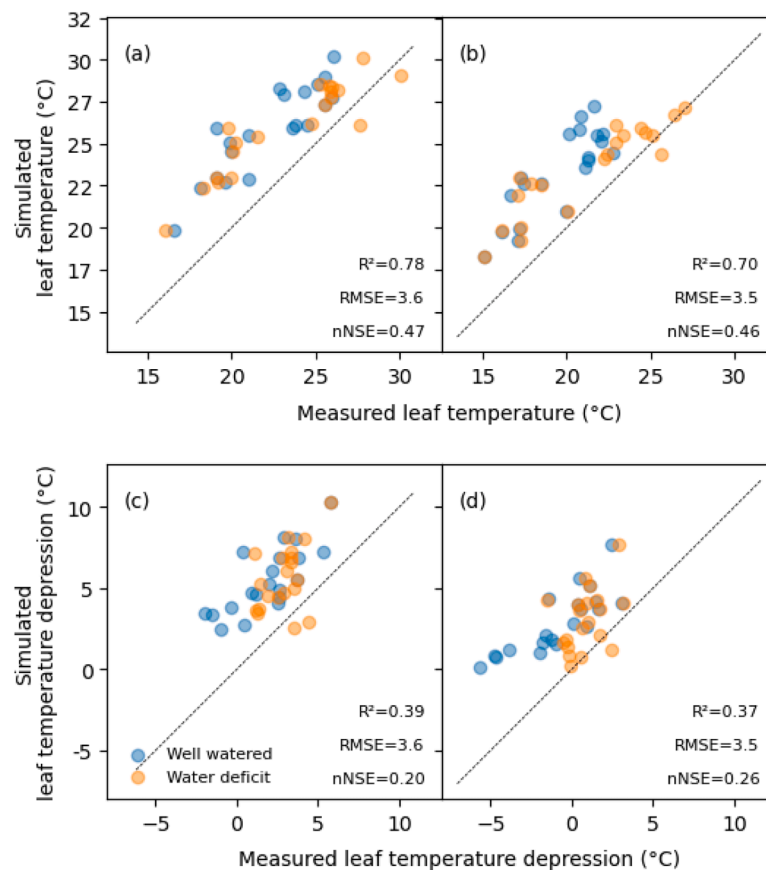 32
30
27
25
22
20
17
15
Simulated
leaf temperature (°C)
(a)
R²=0.78
RMSE=3.6
nNSE=0.47
(b)
R²=0.70
RMSE=3.5
nNSE=0.46
15 20 25 30 15 20 25 30
Measured leaf temperature (°C)
10
5
0
-5
Simulated
leaf temperature depression (°C)
(c)
R²=0.39
RMSE=3.6
nNSE=0.20
Well watered
Water deficit
(d)
R²=0.37
RMSE=3.5
nNSE=0.26
−5 0 5 10 −5 0 5 10
Measured leaf temperature depression (°C)